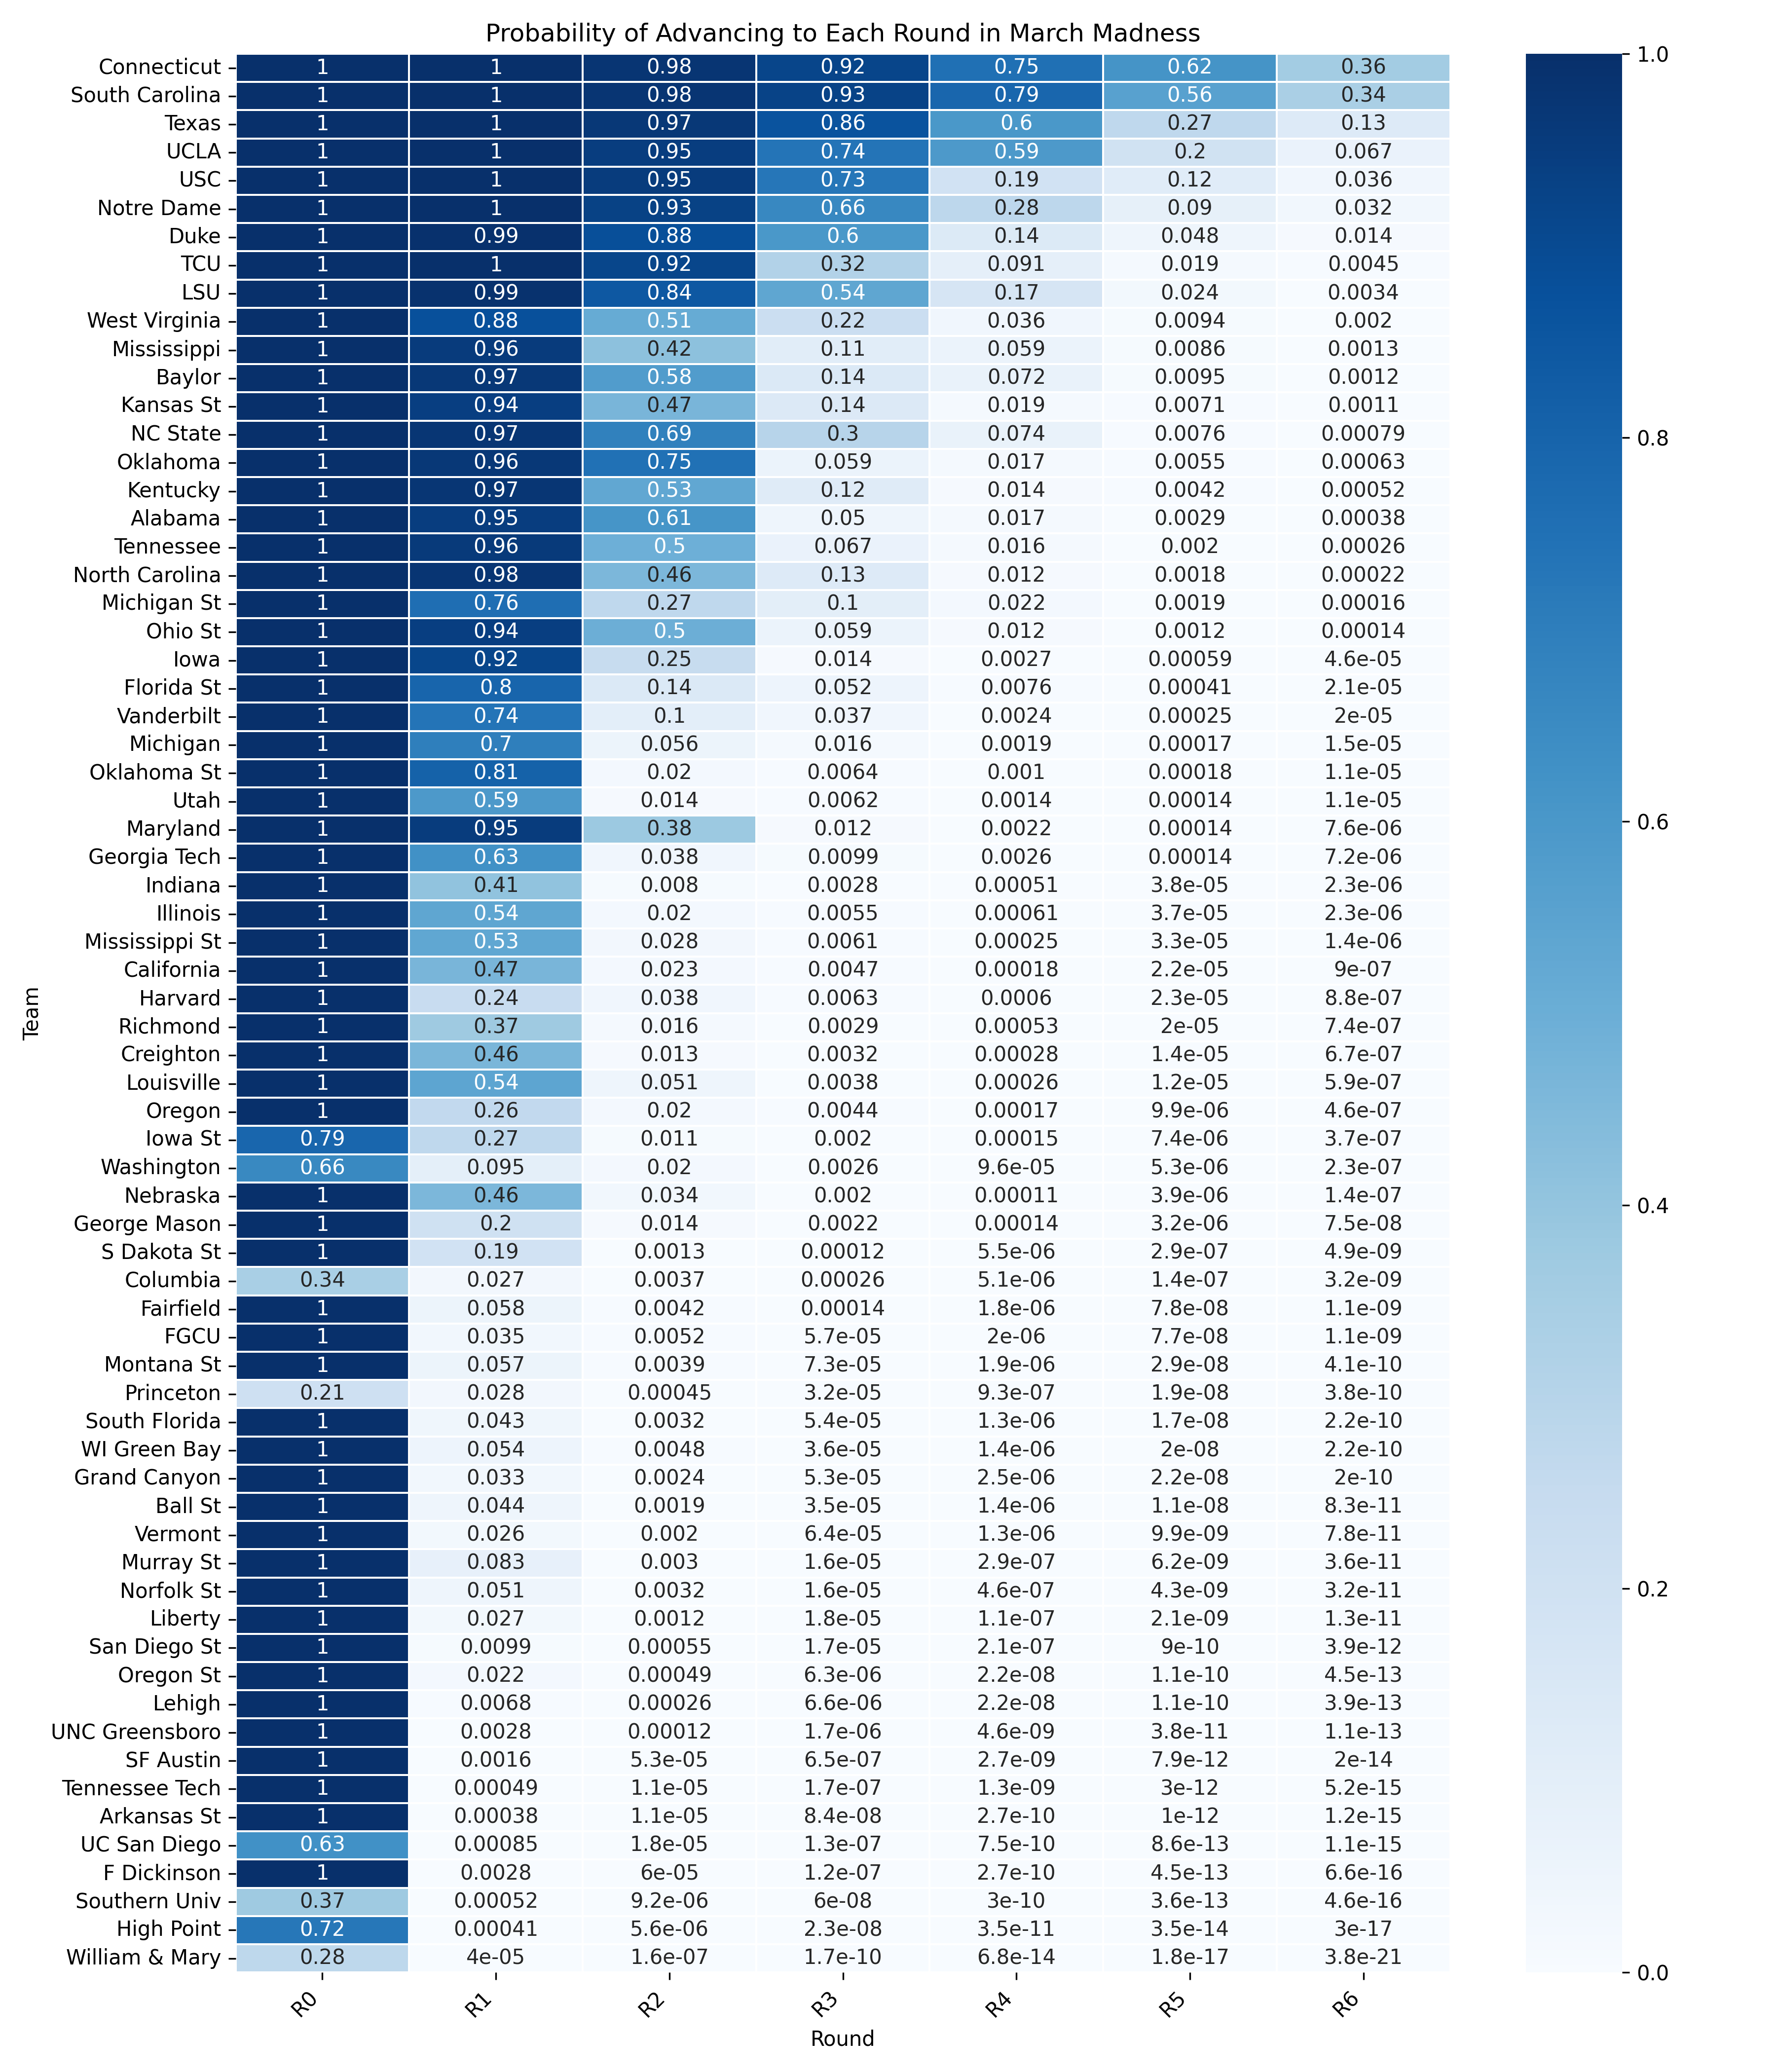 Probability of Advancing to Each Round in March Madness
Connecticut 1 1 0.98 0.92 0.75 0.62 0.36
South Carolina 1 1 0.98 0.93 0.79 0.56 0.34
Texas 1 1 0.97 0.86 0.6 0.27 0.13
UCLA 1 1 0.95 0.74 0.59 0.2 0.067
USC 1 1 0.95 0.73 0.19 0.12 0.036
Notre Dame 1 1 0.93 0.66 0.28 0.09 0.032
Duke 1 0.99 0.88 0.6 0.14 0.048 0.014
TCU 1 1 0.92 0.32 0.091 0.019 0.0045
LSU 1 0.99 0.84 0.54 0.17 0.024 0.0034
West Virginia 1 0.88 0.51 0.22 0.036 0.0094 0.002
Mississippi 1 0.96 0.42 0.11 0.059 0.0086 0.0013
Baylor 1 0.97 0.58 0.14 0.072 0.0095 0.0012
Kansas St 1 0.94 0.47 0.14 0.019 0.0071 0.0011
NC State 1 0.97 0.69 0.3 0.074 0.0076 0.00079
Oklahoma 1 0.96 0.75 0.059 0.017 0.0055 0.00063
Kentucky 1 0.97 0.53 0.12 0.014 0.0042 0.00052
Alabama 1 0.95 0.61 0.05 0.017 0.0029 0.00038
Tennessee 1 0.96 0.5 0.067 0.016 0.002 0.00026
North Carolina 1 0.98 0.46 0.13 0.012 0.0018 0.00022
Michigan St 1 0.76 0.27 0.1 0.022 0.0019 0.00016
Ohio St 1 0.94 0.5 0.059 0.012 0.0012 0.00014
Iowa 1 0.92 0.25 0.014 0.0027 0.00059 4.6e-05
Florida St 1 0.8 0.14 0.052 0.0076 0.00041 2.1e-05
Vanderbilt 1 0.74 0.1 0.037 0.0024 0.00025 2e-05
Michigan 1 0.7 0.056 0.016 0.0019 0.00017 1.5e-05
Oklahoma St 1 0.81 0.02 0.0064 0.001 0.00018 1.1e-05
Utah 1 0.59 0.014 0.0062 0.0014 0.00014 1.1e-05
Maryland 1 0.95 0.38 0.012 0.0022 0.00014 7.6e-06
Georgia Tech 1 0.63 0.038 0.0099 0.0026 0.00014 7.2e-06
Indiana 1 0.41 0.008 0.0028 0.00051 3.8e-05 2.3e-06
Illinois 1 0.54 0.02 0.0055 0.00061 3.7e-05 2.3e-06
Mississippi St 1 0.53 0.028 0.0061 0.00025 3.3e-05 1.4e-06
California 1 0.47 0.023 0.0047 0.00018 2.2e-05 9e-07
Harvard 1 0.24 0.038 0.0063 0.0006 2.3e-05 8.8e-07
Richmond 1 0.37 0.016 0.0029 0.00053 2e-05 7.4e-07
Creighton 1 0.46 0.013 0.0032 0.00028 1.4e-05 6.7e-07
Louisville 1 0.54 0.051 0.0038 0.00026 1.2e-05 5.9e-07
Oregon 1 0.26 0.02 0.0044 0.00017 9.9e-06 4.6e-07
Iowa St 0.79 0.27 0.011 0.002 0.00015 7.4e-06 3.7e-07
Washington 0.66 0.095 0.02 0.0026 9.6e-05 5.3e-06 2.3e-07
Nebraska 1 0.46 0.034 0.002 0.00011 3.9e-06 1.4e-07
George Mason 1 0.2 0.014 0.0022 0.00014 3.2e-06 7.5e-08
S Dakota St 1 0.19 0.0013 0.00012 5.5e-06 2.9e-07 4.9e-09
Columbia 0.34 0.027 0.0037 0.00026 5.1e-06 1.4e-07 3.2e-09
Fairfield 1 0.058 0.0042 0.00014 1.8e-06 7.8e-08 1.1e-09
FGCU 1 0.035 0.0052 5.7e-05 2e-06 7.7e-08 1.1e-09
Montana St 1 0.057 0.0039 7.3e-05 1.9e-06 2.9e-08 4.1e-10
Princeton 0.21 0.028 0.00045 3.2e-05 9.3e-07 1.9e-08 3.8e-10
South Florida 1 0.043 0.0032 5.4e-05 1.3e-06 1.7e-08 2.2e-10
WI Green Bay 1 0.054 0.0048 3.6e-05 1.4e-06 2e-08 2.2e-10
Grand Canyon 1 0.033 0.0024 5.3e-05 2.5e-06 2.2e-08 2e-10
Ball St 1 0.044 0.0019 3.5e-05 1.4e-06 1.1e-08 8.3e-11
Vermont 1 0.026 0.002 6.4e-05 1.3e-06 9.9e-09 7.8e-11
Murray St 1 0.083 0.003 1.6e-05 2.9e-07 6.2e-09 3.6e-11
Norfolk St 1 0.051 0.0032 1.6e-05 4.6e-07 4.3e-09 3.2e-11
Liberty 1 0.027 0.0012 1.8e-05 1.1e-07 2.1e-09 1.3e-11
San Diego St 1 0.0099 0.00055 1.7e-05 2.1e-07 9e-10 3.9e-12
Oregon St 1 0.022 0.00049 6.3e-06 2.2e-08 1.1e-10 4.5e-13
Lehigh 1 0.0068 0.00026 6.6e-06 2.2e-08 1.1e-10 3.9e-13
UNC Greensboro 1 0.0028 0.00012 1.7e-06 4.6e-09 3.8e-11 1.1e-13
SF Austin 1 0.0016 5.3e-05 6.5e-07 2.7e-09 7.9e-12 2e-14
Tennessee Tech 1 0.00049 1.1e-05 1.7e-07 1.3e-09 3e-12 5.2e-15
Arkansas St 1 0.00038 1.1e-05 8.4e-08 2.7e-10 1e-12 1.2e-15
UC San Diego 0.63 0.00085 1.8e-05 1.3e-07 7.5e-10 8.6e-13 1.1e-15
F Dickinson 1 0.0028 6e-05 1.2e-07 2.7e-10 4.5e-13 6.6e-16
Southern Univ 0.37 0.00052 9.2e-06 6e-08 3e-10 3.6e-13 4.6e-16
High Point 0.72 0.00041 5.6e-06 2.3e-08 3.5e-11 3.5e-14 3e-17
William & Mary 0.28 4e-05 1.6e-07 1.7e-10 6.8e-14 1.8e-17 3.8e-21
R0 R1 R2 R3 R4 R5 R6
Round
Team
1.0
0.8
0.6
0.4
0.2
0.0